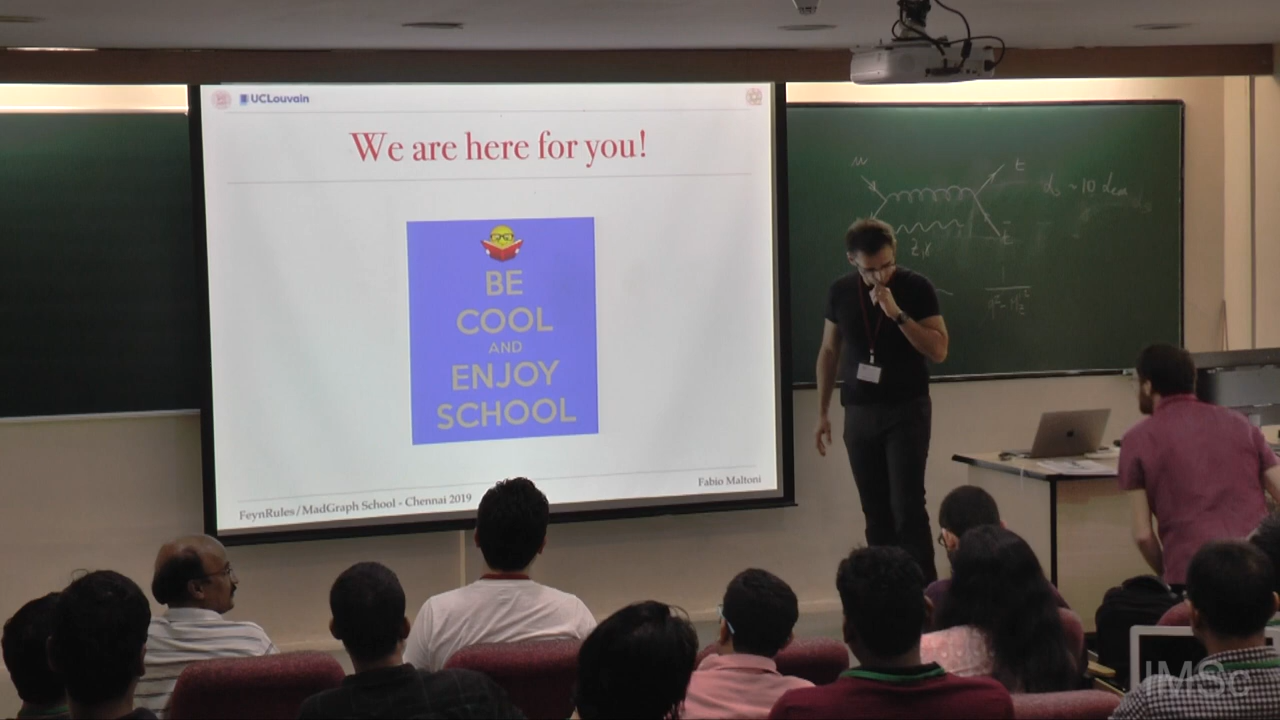 UCLouvain
We are here for you!
BE
COOL
AND
ENJOY
SCHOOL
FeynRules/MadGraph School - Chennai 2019
Fabio Maltoni
t
Z,γ
IMSc